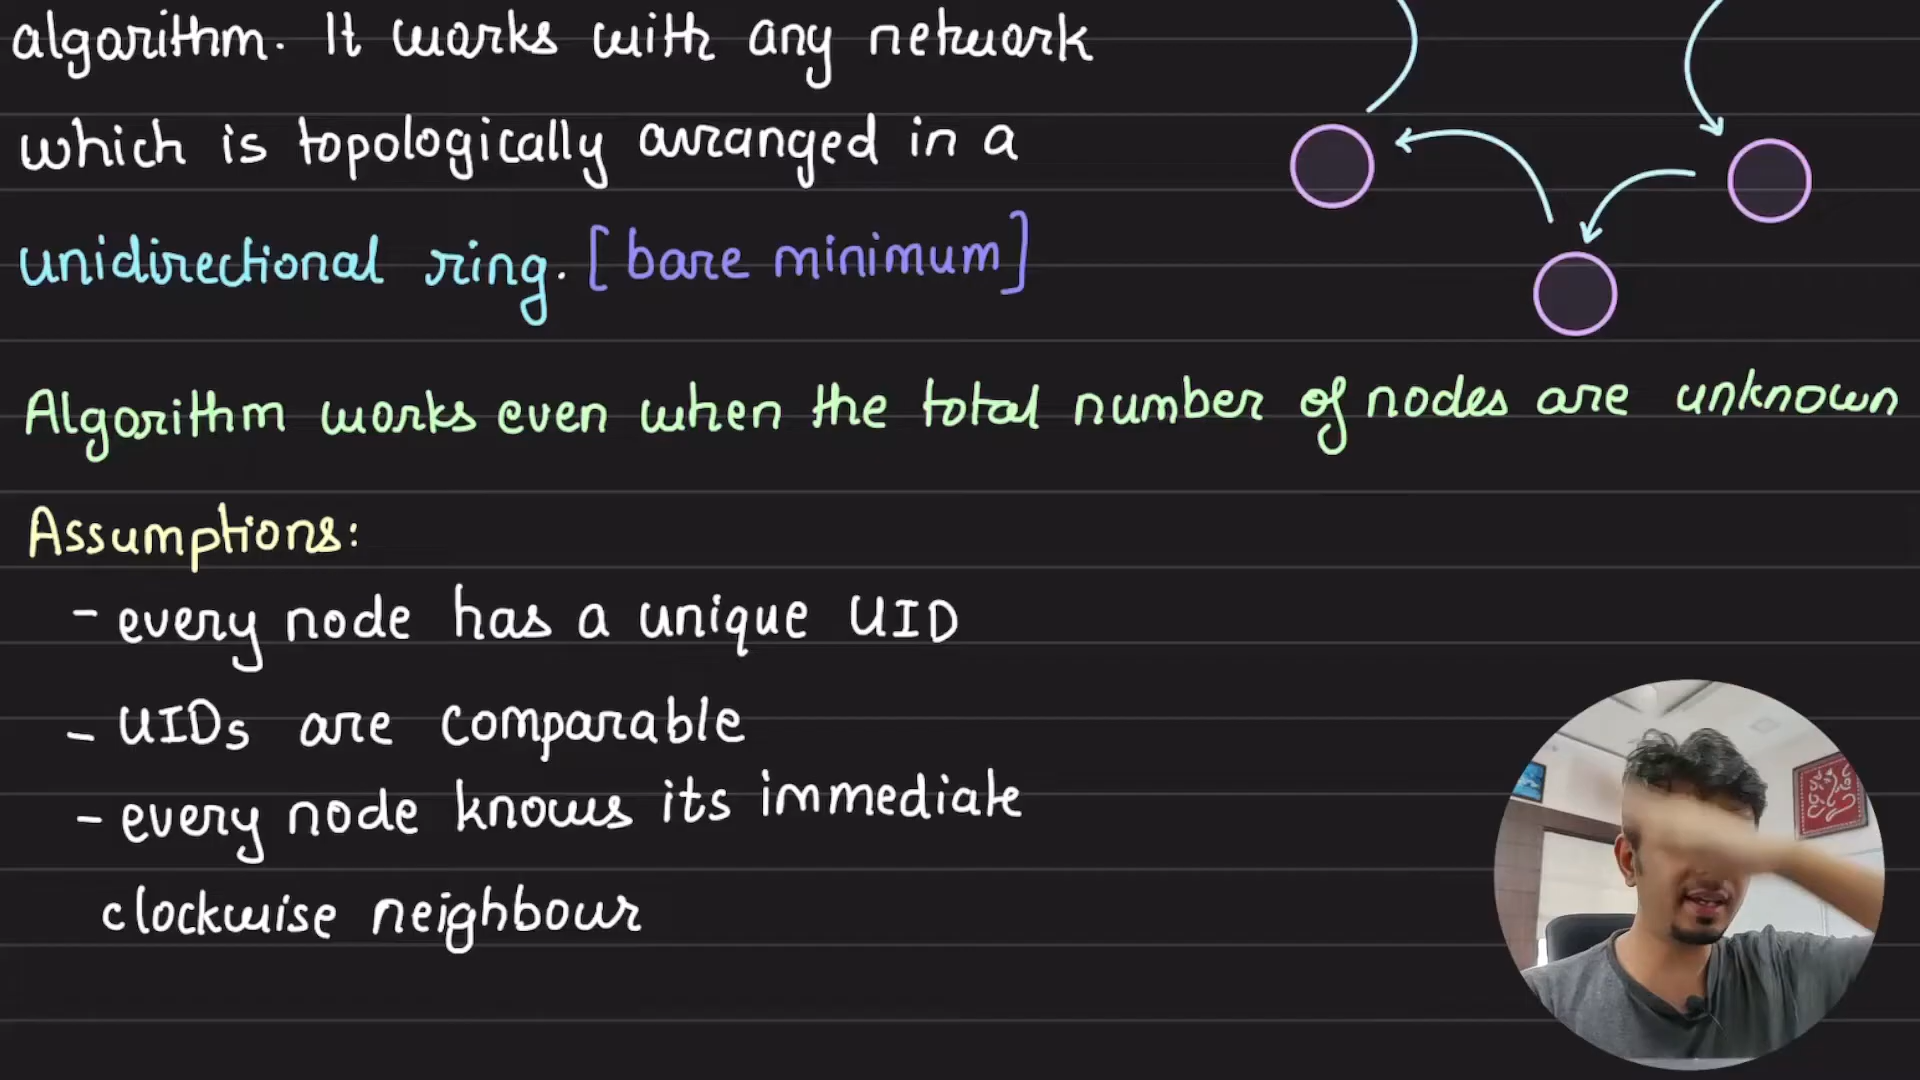 algorithm. It works with any network
which is topologically arranged in a
unidirectional ring. [bare minimum]
Algorithm works even when the total number of nodes are unknown
Assumptions:
- every node has a unique UID
- UIDs are comparable
- every node knows its immediate
clockwise neighbour